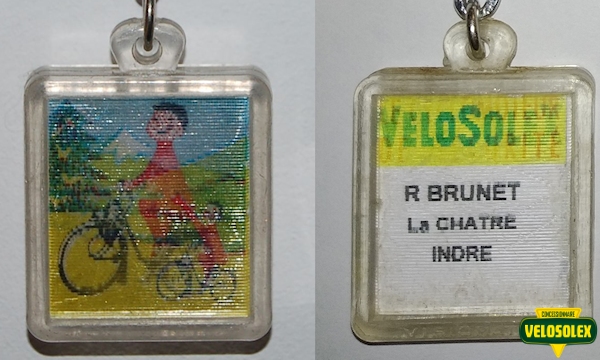 VELOSOLEX
R BRUNET
La CHATRE
INDRE
CONCESSIONNAIRE
VELOSOLEX